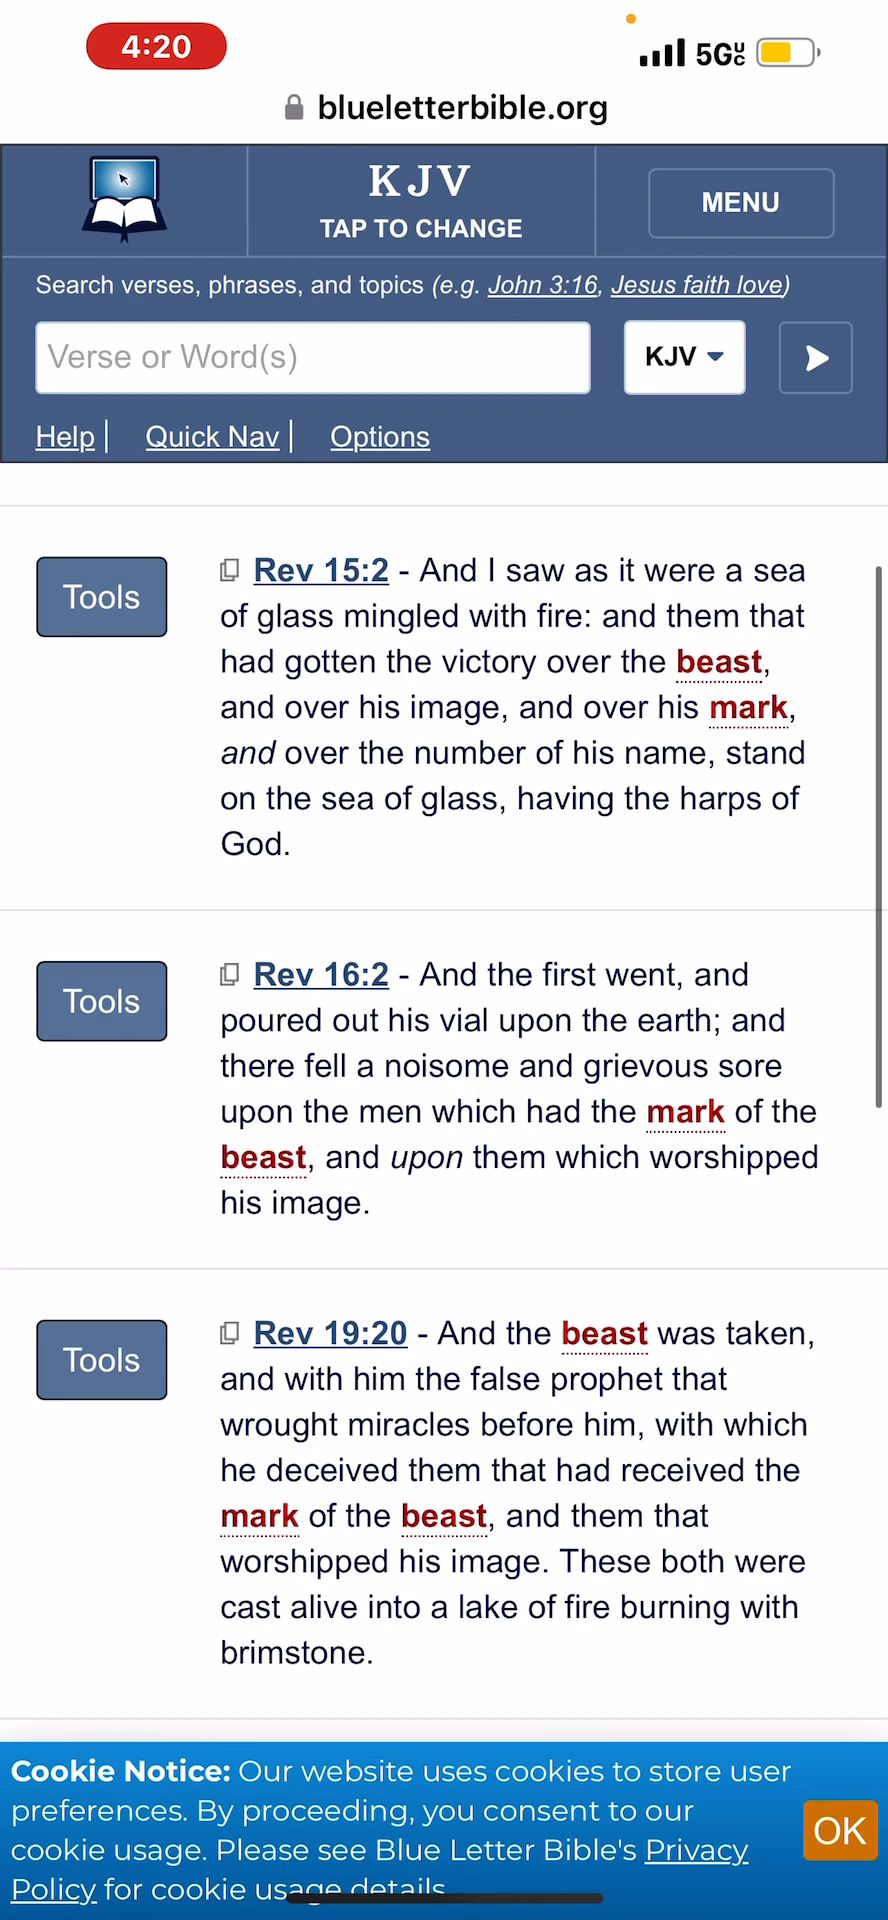 4:20
5G UC
blueletterbible.org
KJV
TAP TO CHANGE
MENU
Search verses, phrases, and topics (e.g. John 3:16, Jesus faith love)
Verse or Word(s)
KJV
Help | Quick Nav | Options
Tools
Rev 15:2 - And I saw as it were a sea
of glass mingled with fire: and them that
had gotten the victory over the beast,
and over his image, and over his mark,
and over the number of his name, stand
on the sea of glass, having the harps of
God.
Tools
Rev 16:2 - And the first went, and
poured out his vial upon the earth; and
there fell a noisome and grievous sore
upon the men which had the mark of the
beast, and upon them which worshipped
his image.
Tools
Rev 19:20 - And the beast was taken,
and with him the false prophet that
wrought miracles before him, with which
he deceived them that had received the
mark of the beast, and them that
worshipped his image. These both were
cast alive into a lake of fire burning with
brimstone.
Cookie Notice: Our website uses cookies to store user
preferences. By proceeding, you consent to our
cookie usage. Please see Blue Letter Bible's Privacy
Policy for cookie usage details
OK